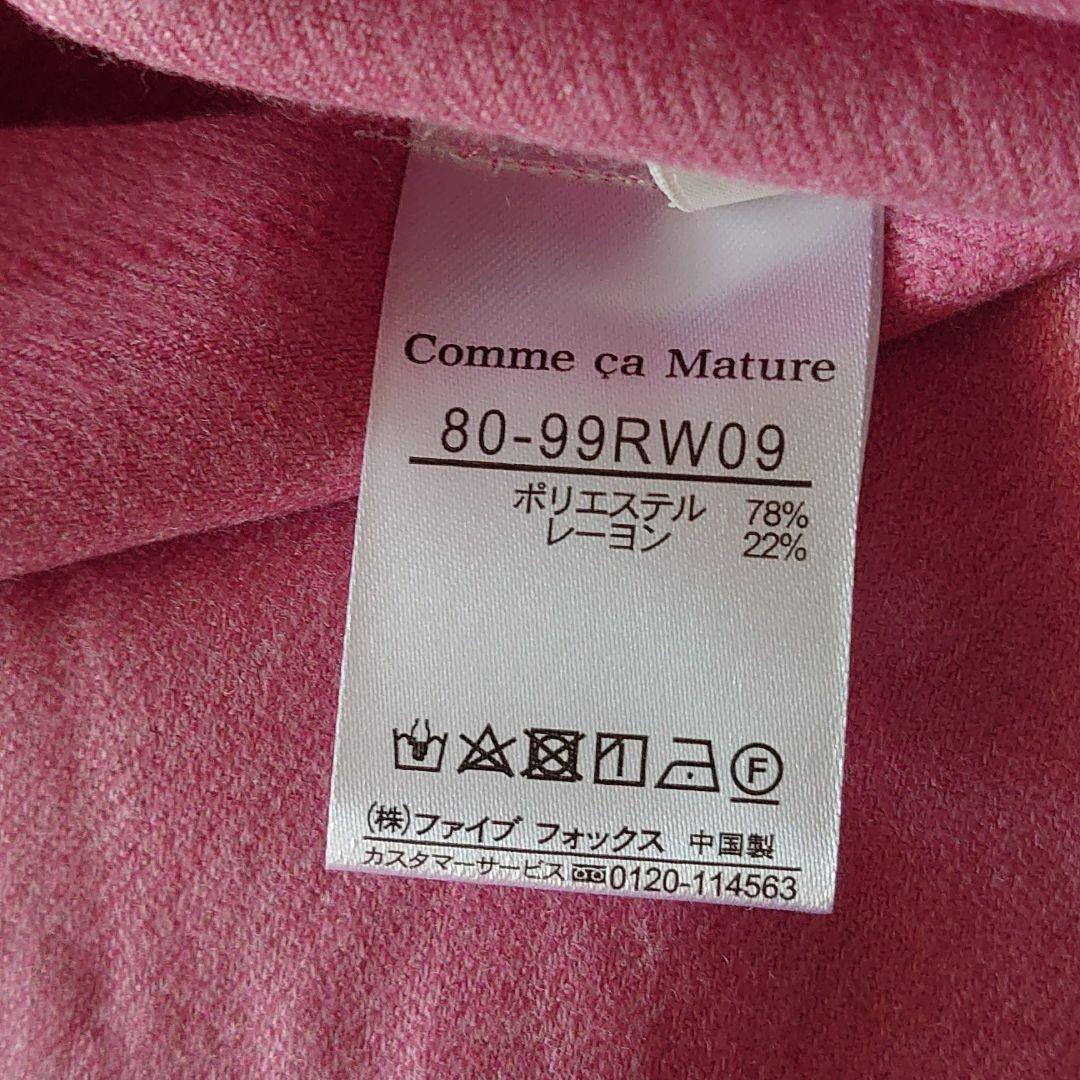 Comme ça Mature
80-99RW09
ポリエステル 78%
レーヨン 22%
F
(株)ファイブ フォックス 中国製
カスタマーサービス 0120-114563